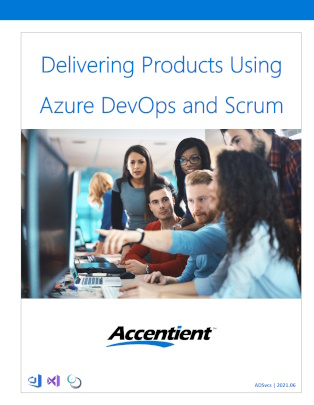 Delivering Products Using
Azure DevOps and Scrum
Accentient
ADSvcs | 2021.06